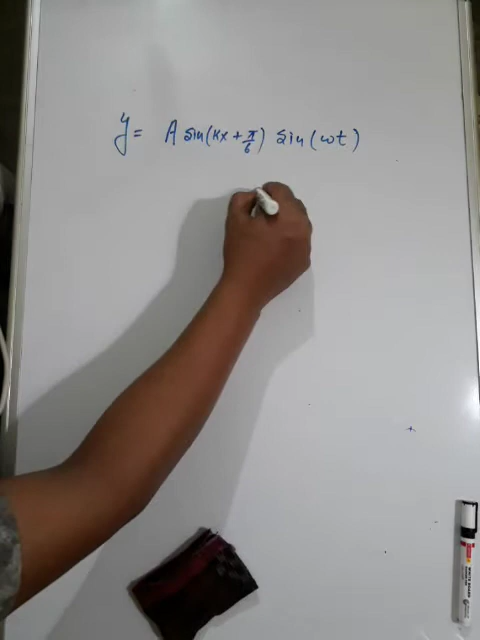 y = A sin(kx + π/6) sin(ωt)